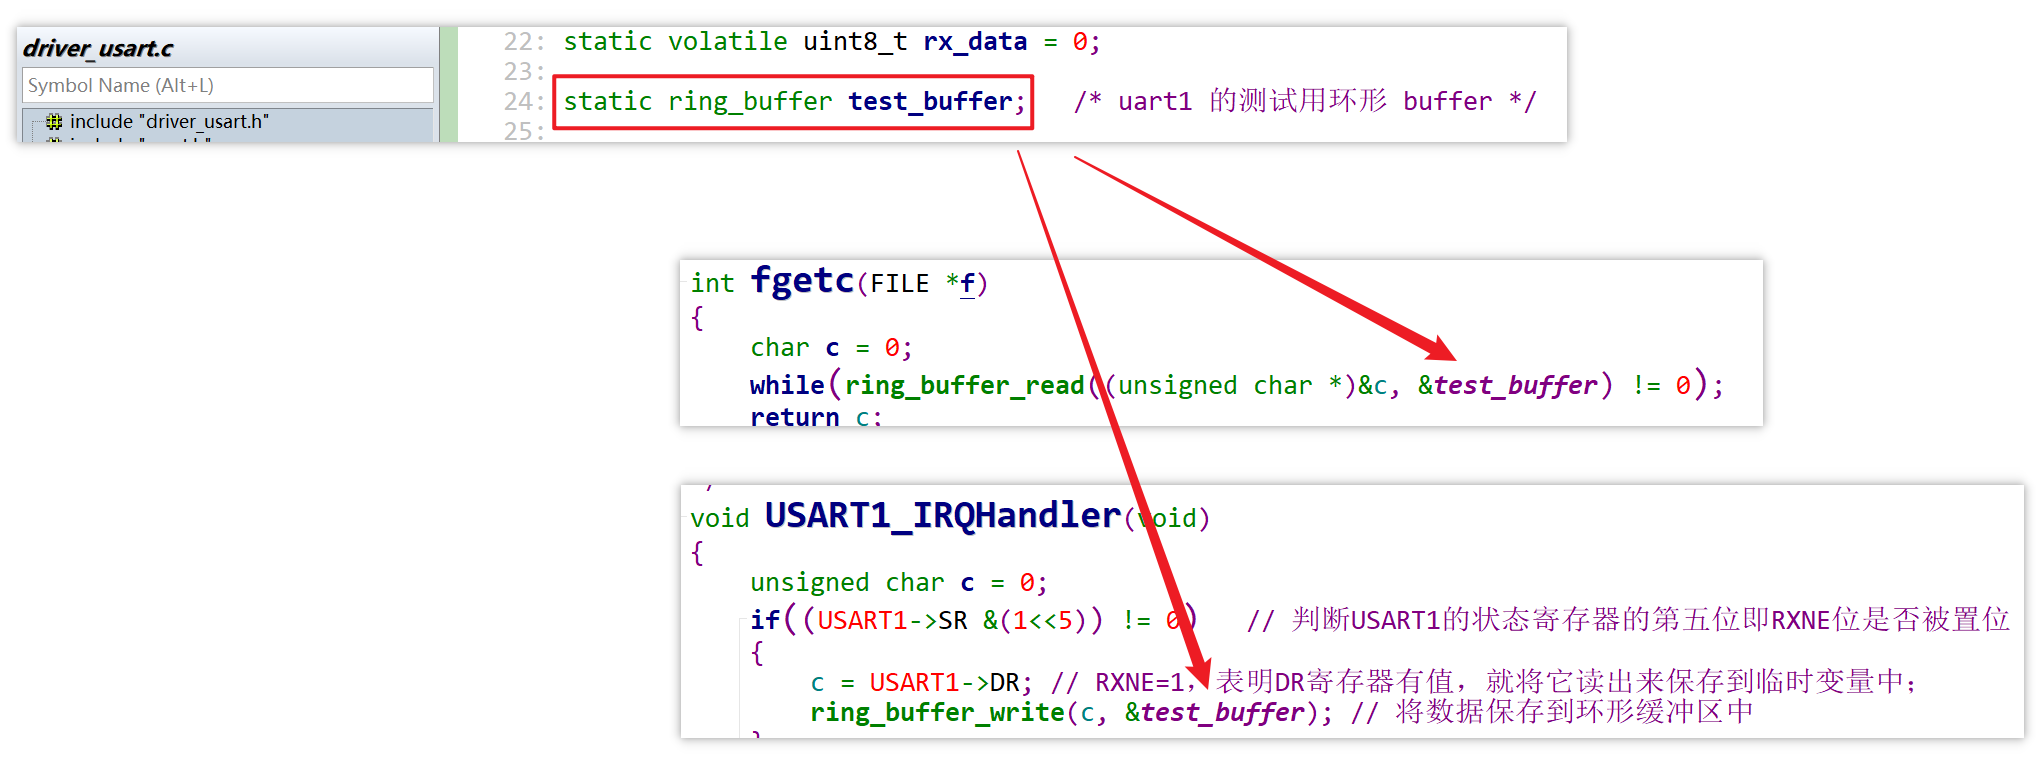 driver_usart.c
Symbol Name (Alt+L)
include "driver_usart.h"
22: static volatile uint8_t rx_data = 0;
23:
24: static ring_buffer test_buffer; /* uart1 的测试用环形 buffer */
25:
int fgetc(FILE *f)
{
char c = 0;
while(ring_buffer_read((unsigned char *)&c, &test_buffer) != 0);
return c;
void USART1_IRQHandler(void)
{
unsigned char c = 0;
if((USART1->SR &(1<<5)) != 0) // 判断USART1的状态寄存器的第五位即RXNE位是否被置位
{
c = USART1->DR; // RXNE=1，表明DR寄存器有值，就将它读出来保存到临时变量中；
ring_buffer_write(c, &test_buffer); // 将数据保存到环形缓冲区中